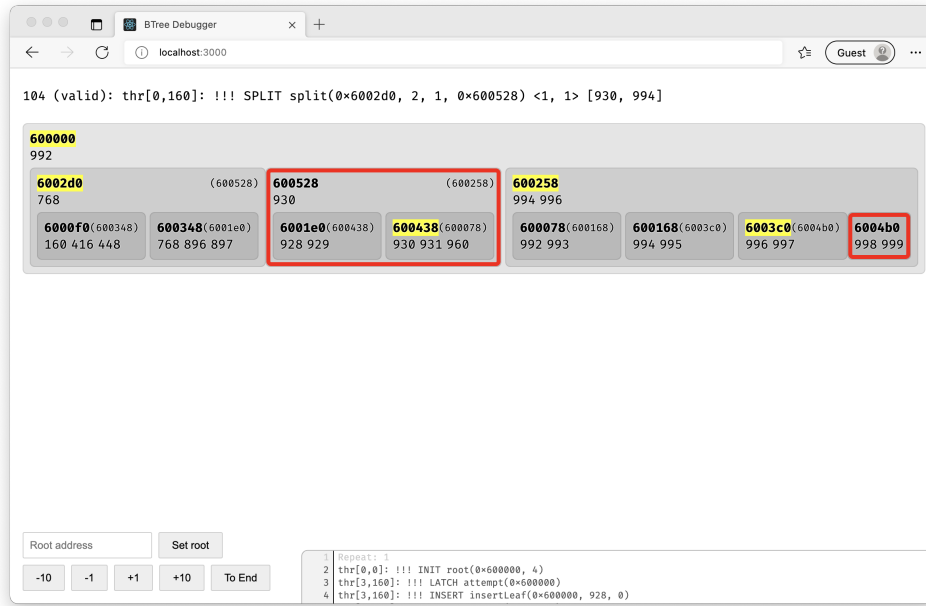 BTree Debugger
localhost:3000
Guest
104 (valid): thr[0,160]: !!! SPLIT split(0×6002d0, 2, 1, 0×600528) <1, 1> [930, 994]
600000
992
6002d0 (600528)
768
6000f0(600348)
160 416 448
600348(6001e0)
768 896 897
600528 (600258)
930
6001e0(600438)
928 929
600438(600078)
930 931 960
600258
994 996
600078(600168)
992 993
600168(6003c0)
994 995
6003c0(6004b0)
996 997
6004b0
998 999
Root address
Set root
-10
-1
+1
+10
To End
1 Repeat: 1
2 thr[0,0]: !!! INIT root(0×600000, 4)
3 thr[3,160]: !!! LATCH attempt(0×600000)
4 thr[3,160]: !!! INSERT insertLeaf(0×600000, 928, 0)